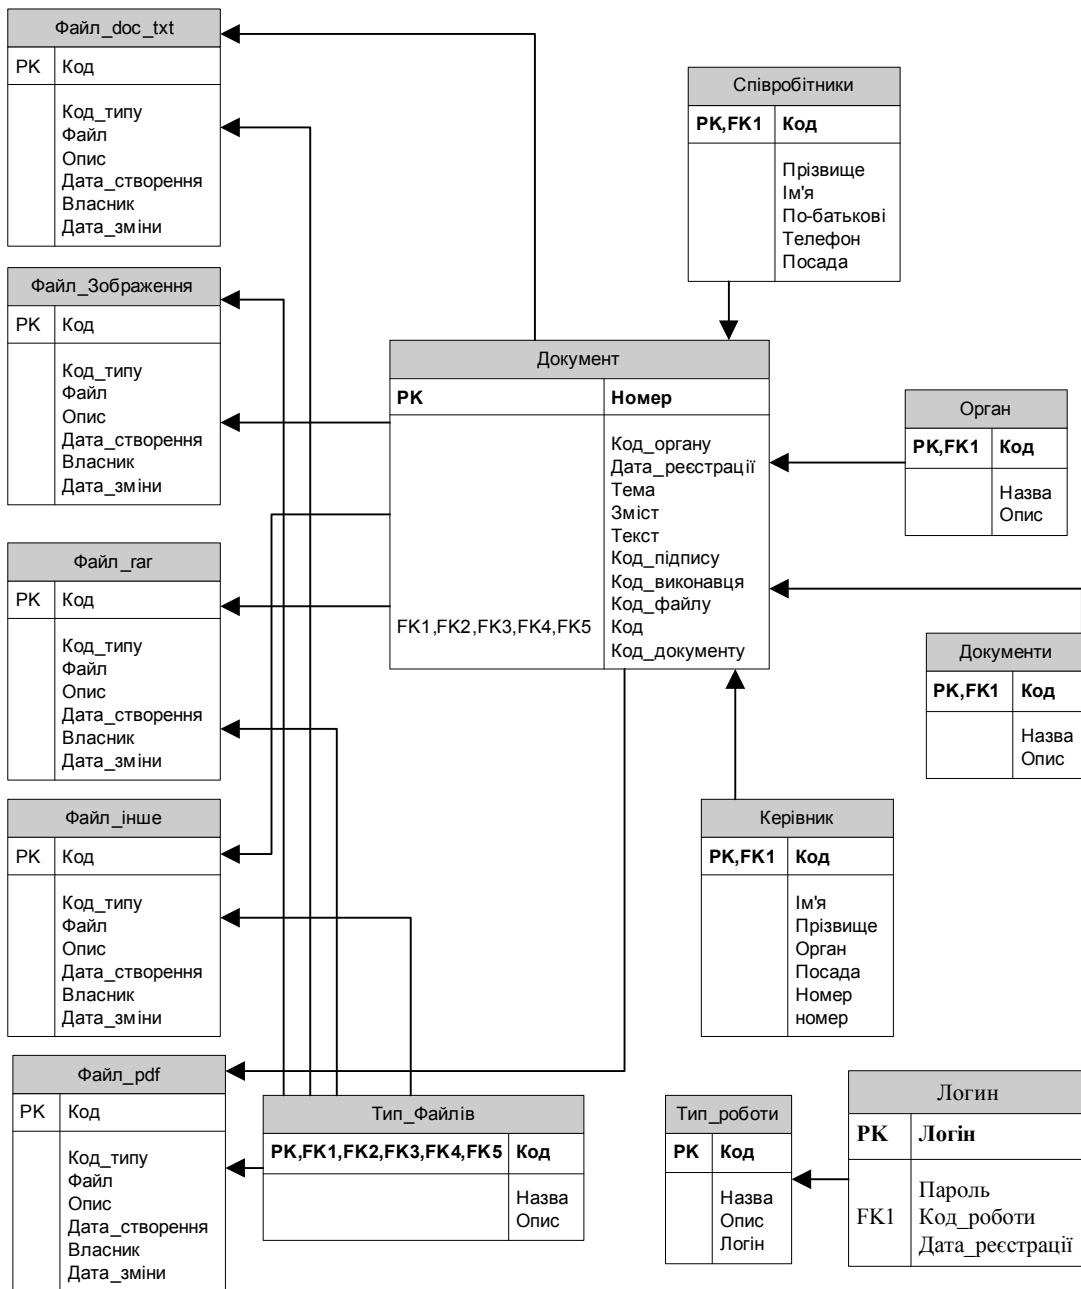 Файл_doc_txt
PK Код
Код_типу
Файл
Опис
Дата_створення
Власник
Дата_зміни
Файл_Зображення
PK Код
Код_типу
Файл
Опис
Дата_створення
Власник
Дата_зміни
Файл_rar
PK Код
Код_типу
Файл
Опис
Дата_створення
Власник
Дата_зміни
Файл_інше
PK Код
Код_типу
Файл
Опис
Дата_створення
Власник
Дата_зміни
Файл_pdf
PK Код
Код_типу
Файл
Опис
Дата_створення
Власник
Дата_зміни
Співробітники
PK,FK1 Код
Прізвище
Ім'я
По-батькові
Телефон
Посада
Документ
PK Номер
Код_органу
Дата_реєстрації
Тема
Зміст
Текст
Код_підпису
Код_виконавця
Код_файлу
FK1,FK2,FK3,FK4,FK5 Код
Код_документу
Орган
PK,FK1 Код
Назва
Опис
Документи
PK,FK1 Код
Назва
Опис
Керівник
PK,FK1 Код
Ім'я
Прізвище
Орган
Посада
Номер
номер
Тип_Файлів
PK,FK1,FK2,FK3,FK4,FK5 Код
Назва
Опис
Тип_роботи
PK Код
Назва
Опис
Логін
Логин
PK Логін
Пароль
FK1 Код_роботи
Дата_реєстрації